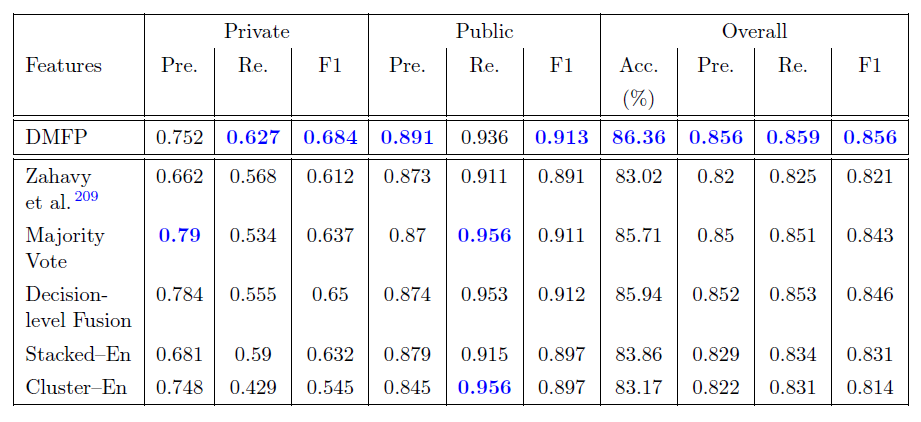 Private Public Overall
Features Pre. Re. F1 Pre. Re. F1 Acc. Pre. Re. F1
(%)
DMFP 0.752 0.627 0.684 0.891 0.936 0.913 86.36 0.856 0.859 0.856
Zahavy 0.662 0.568 0.612 0.873 0.911 0.891 83.02 0.82 0.825 0.821
et al. 209
Majority 0.79 0.534 0.637 0.87 0.956 0.911 85.71 0.85 0.851 0.843
Vote
Decision- 0.784 0.555 0.65 0.874 0.953 0.912 85.94 0.852 0.853 0.846
level Fusion
Stacked–En 0.681 0.59 0.632 0.879 0.915 0.897 83.86 0.829 0.834 0.831
Cluster–En 0.748 0.429 0.545 0.845 0.956 0.897 83.17 0.822 0.831 0.814